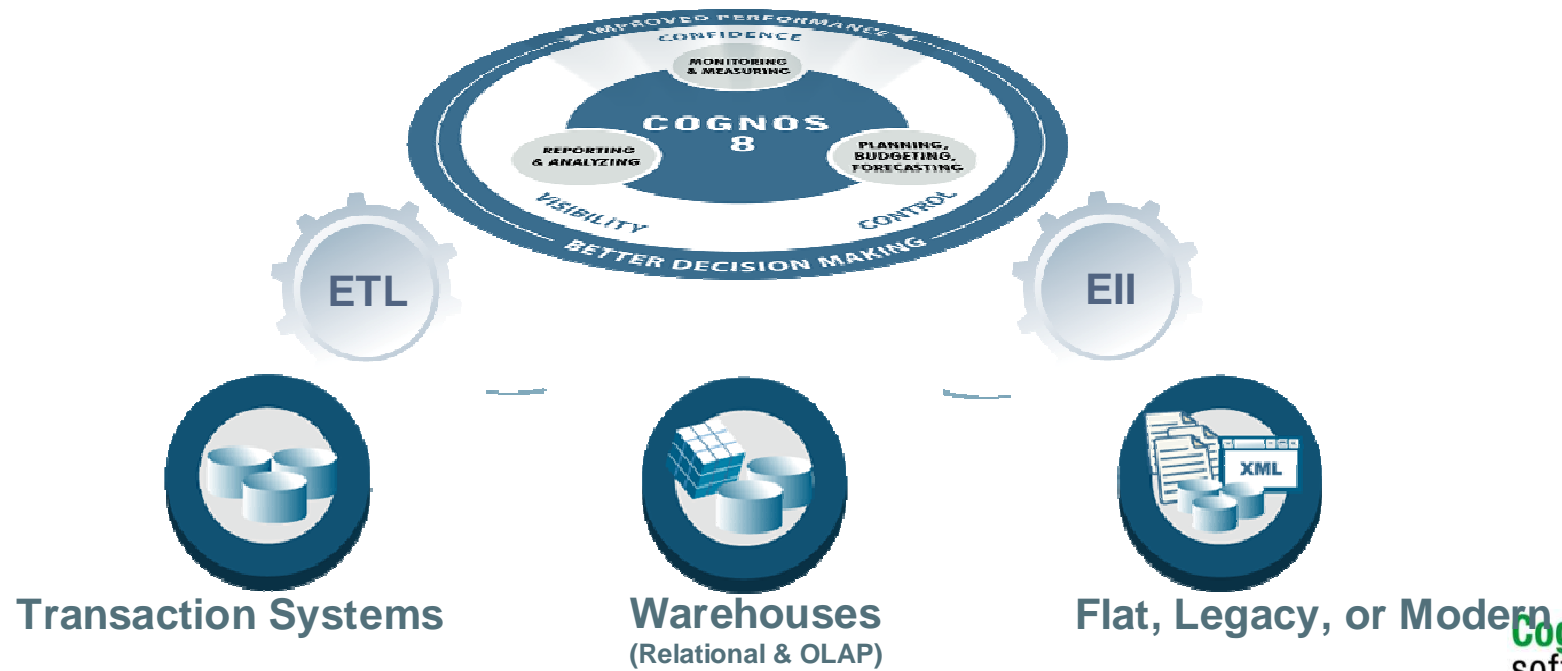 IMPROVED PERFORMANCE
CONFIDENCE
MONITORING
& MEASURING
COGNOS
8
REPORTING
& ANALYZING
PLANNING,
BUDGETING,
FORECASTING
VISIBILITY
CONTROL
BETTER DECISION MAKING
ETL
EII
XML
Transaction Systems
Warehouses
(Relational & OLAP)
Flat, Legacy, or Modern